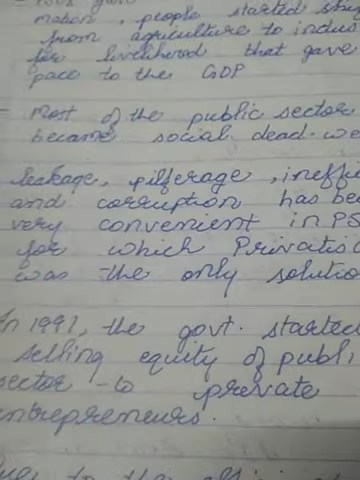 mation, people started
from agriculture to indus
for livelihood that gave
pace to the GDP
- Most of the public sector
became social dead-we
leakage, pilferage, ineffi
and corruption has be
very convenient in PS
for which Privatisa
was the only solutio
In 1991, the govt. started
selling equity of publi
sector to private
entrepreneurs.